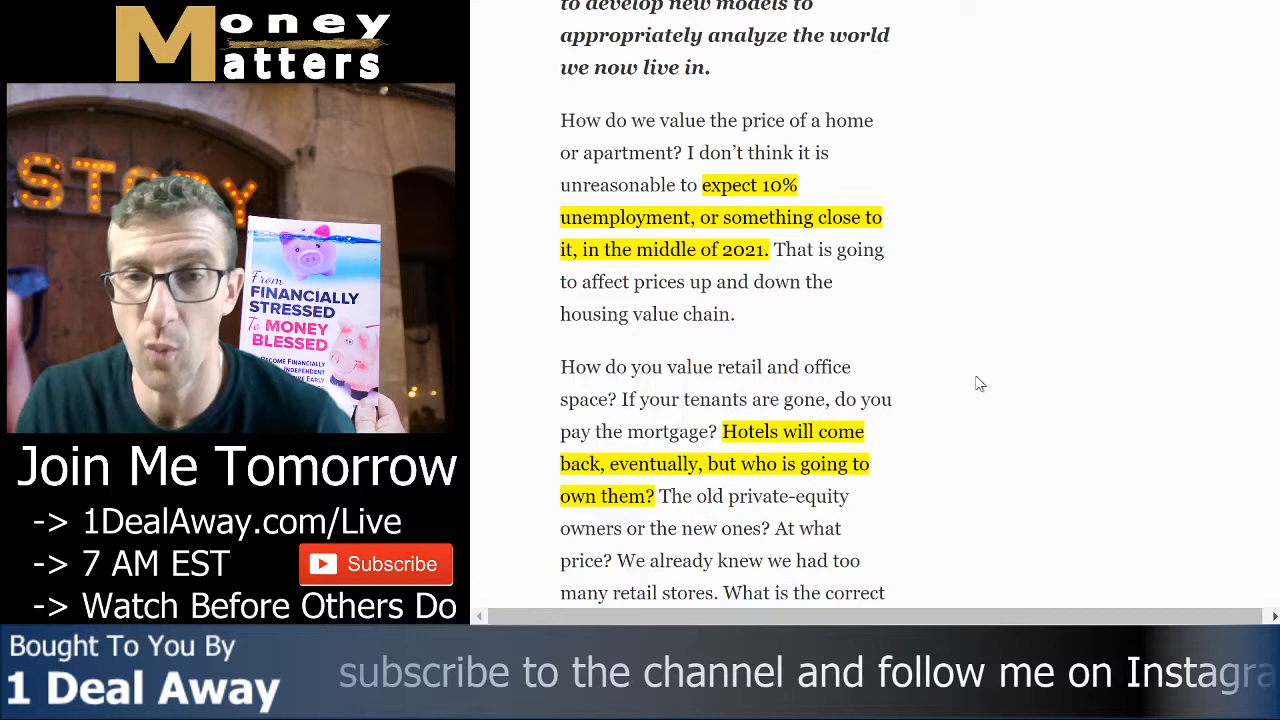 Money
Matters
STORY
From
FINANCIALLY
STRESSED
To MONEY
BLESSED
BECOME FINANCIALLY
INDEPENDENT
RETIRE EARLY
Join Me Tomorrow
-> 1DealAway.com/Live
-> 7 AM EST
Subscribe
-> Watch Before Others Do
to develop new models to
appropriately analyze the world
we now live in.
How do we value the price of a home
or apartment? I don’t think it is
unreasonable to expect 10%
unemployment, or something close to
it, in the middle of 2021. That is going
to affect prices up and down the
housing value chain.
How do you value retail and office
space? If your tenants are gone, do you
pay the mortgage? Hotels will come
back, eventually, but who is going to
own them? The old private-equity
owners or the new ones? At what
price? We already knew we had too
many retail stores. What is the correct
Bought To You By
1 Deal Away
subscribe to the channel and follow me on Instagra